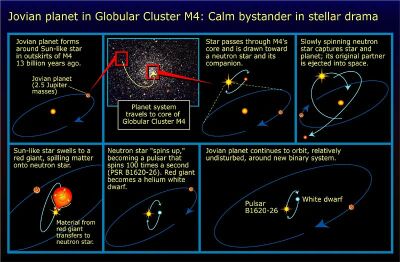 Jovian planet in Globular Cluster M4: Calm bystander in stellar drama
Jovian planet forms
around Sun-like star
in outskirts of M4
13 billion years ago.
Jovian planet
(2.5 Jupiter
masses)
Planet system
travels to core of
Globular Cluster M4
Star passes through M4's
core and is drawn toward
a neutron star and its
companion.
Slowly spinning neutron
star captures star and
planet; its original partner
is ejected into space.
Sun-like star swells to a
red giant, spilling matter
onto neutron star.
Material from
red giant
transfers to
neutron star.
Neutron star "spins up,"
becoming a pulsar that
spins 100 times a second
(PSR B1620-26). Red giant
becomes a helium white
dwarf.
Jovian planet continues to orbit, relatively
undisturbed, around new binary system.
Pulsar
B1620-26
White dwarf